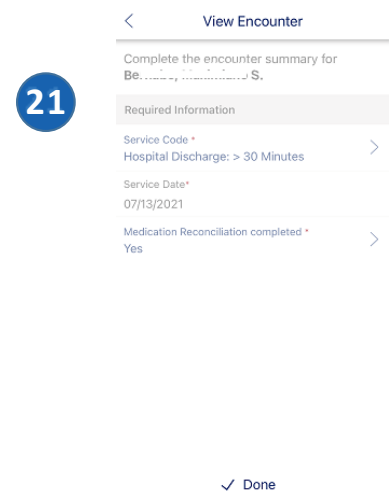 View Encounter
Complete the encounter summary for
S.
21
Required Information
Service Code *
Hospital Discharge: > 30 Minutes
Service Date*
07/13/2021
Medication Reconciliation completed *
Yes
Done